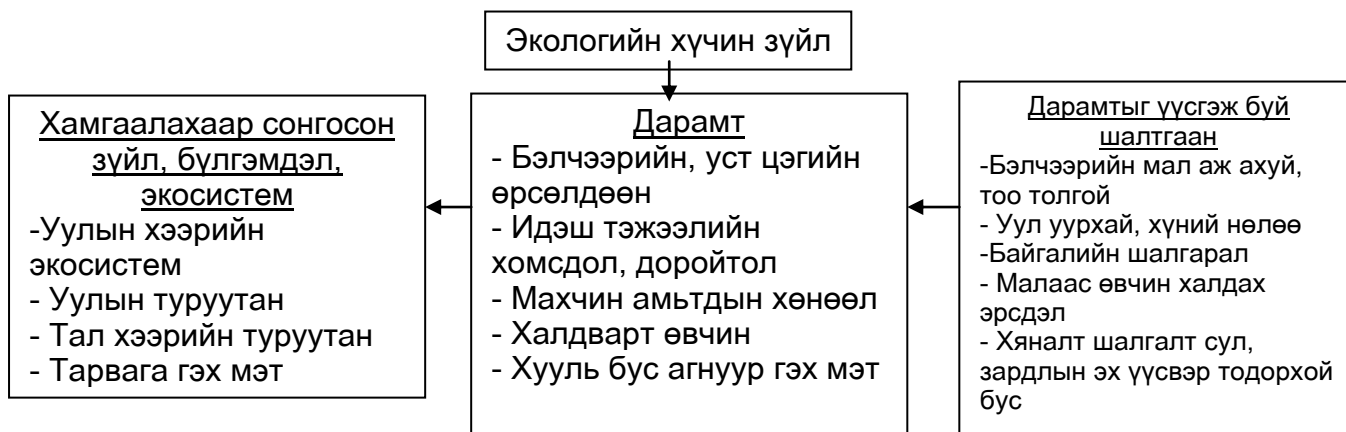 Экологийн хүчин зүйл
Хамгаалахаар сонгосон
зүйл, бүлгэмдэл,
экосистем
-Уулын хээрийн
экосистем
- Уулын туруутан
- Тал хээрийн туруутан
- Тарвага гэх мэт
Дарамт
- Бэлчээрийн, уст цэгийн
өрсөлдөөн
- Идэш тэжээлийн
хомсдол, доройтол
- Махчин амьтдын хөнөөл
- Халдварт өвчин
- Хууль бус агнуур гэх мэт
Дарамтыг үүсгэж буй
шалтгаан
-Бэлчээрийн мал аж ахуй,
тоо толгой
- Уул уурхай, хүний нөлөө
-Байгалийн шалгарал
- Малаас өвчин халдах
эрсдэл
- Хяналт шалгалт сул,
зардлын эх үүсвэр тодорхой
бус